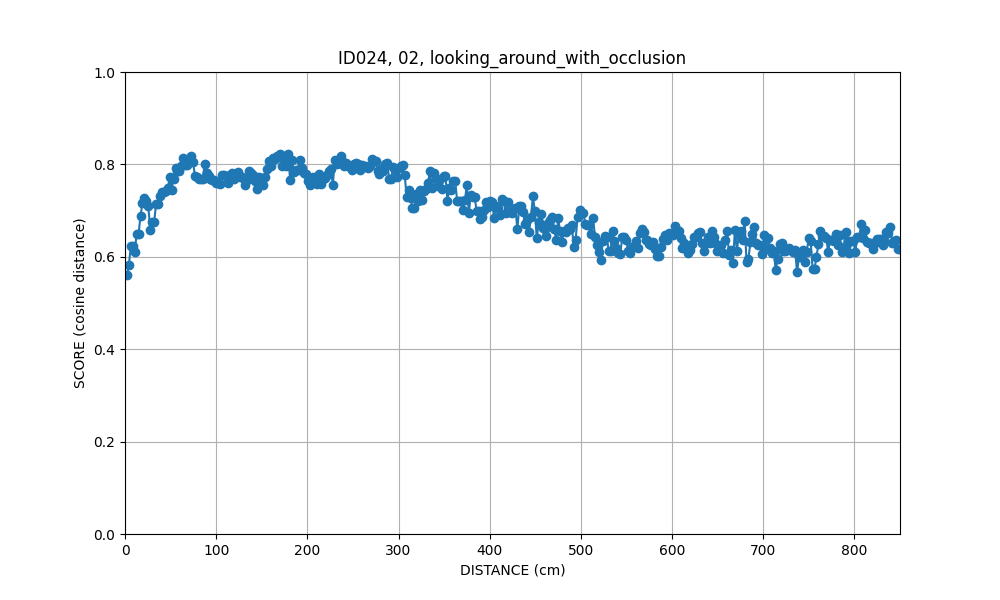 ID024, 02, looking_around_with_occlusion
1.0
0.8
0.6
0.4
0.2
0.0
SCORE (cosine distance)
0 100 200 300 400 500 600 700 800
DISTANCE (cm)